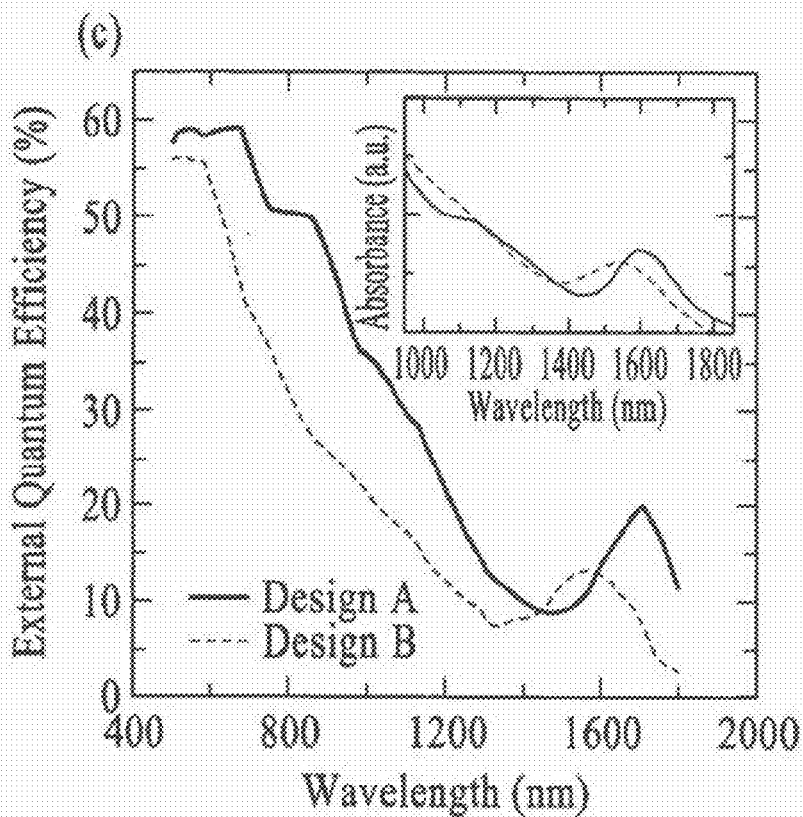 (c)
External Quantum Efficiency (%)
60
50
40
30
20
10
0
Design A
Design B
400 800 1200 1600 2000
Wavelength (nm)
Absorbance (a.u.)
1000 1200 1400 1600 1800
Wavelength (nm)